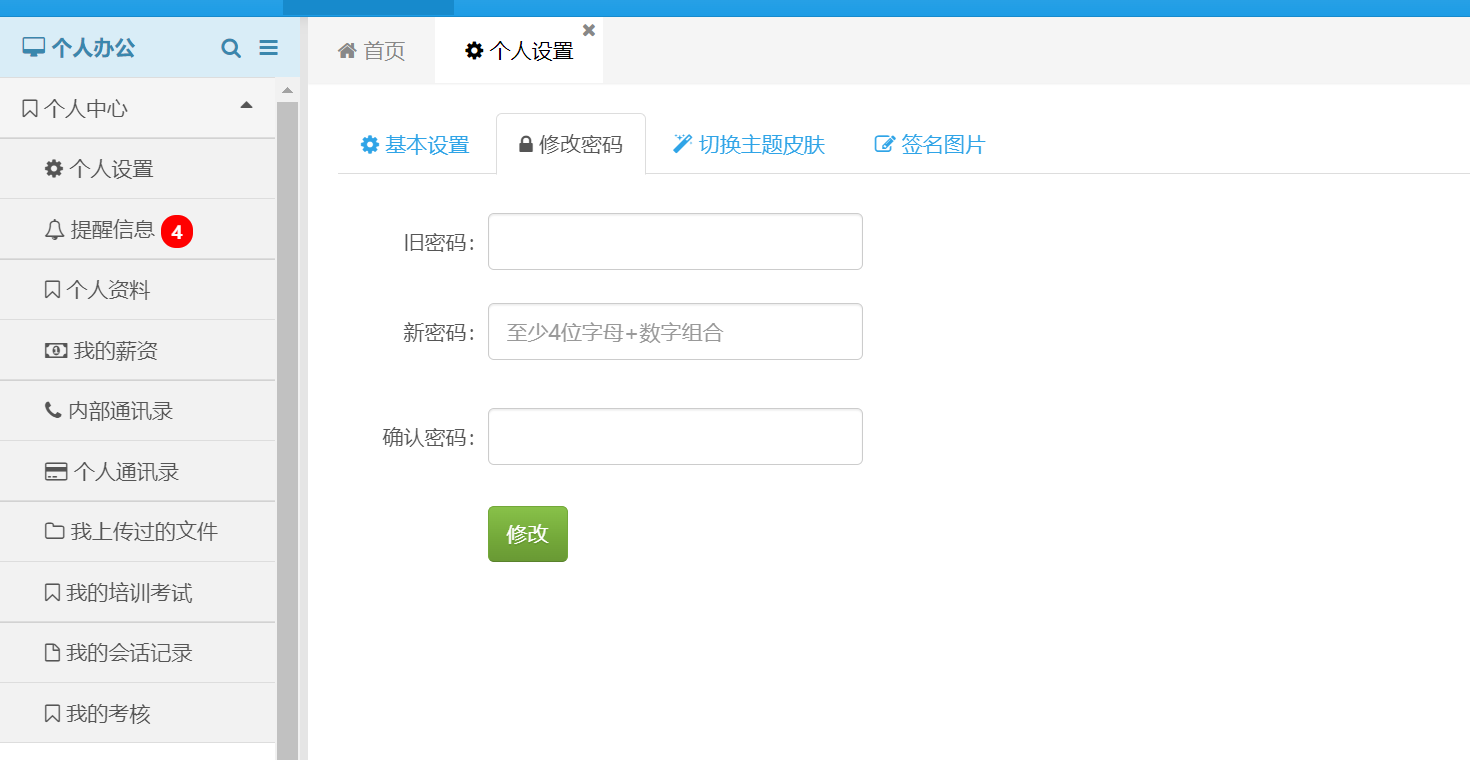 个人办公
个人中心
个人设置
提醒信息 4
个人资料
我的薪资
内部通讯录
个人通讯录
我上传过的文件
我的培训考试
我的会话记录
我的考核
首页
个人设置
基本设置
修改密码
切换主题皮肤
签名图片
旧密码：
新密码： 至少4位字母+数字组合
确认密码：
修改